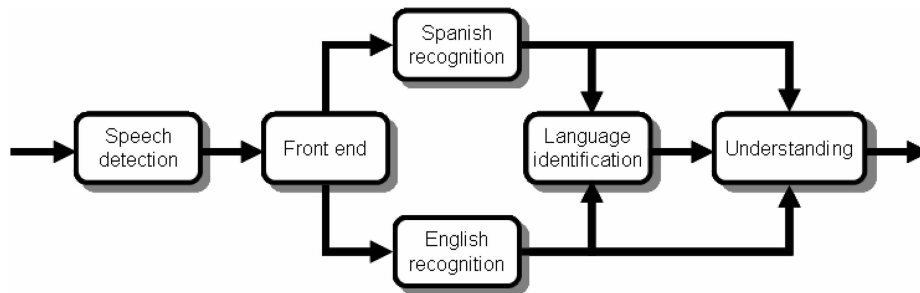 Spanish
recognition
Speech
detection
Front end
Language
identification
Understanding
English
recognition